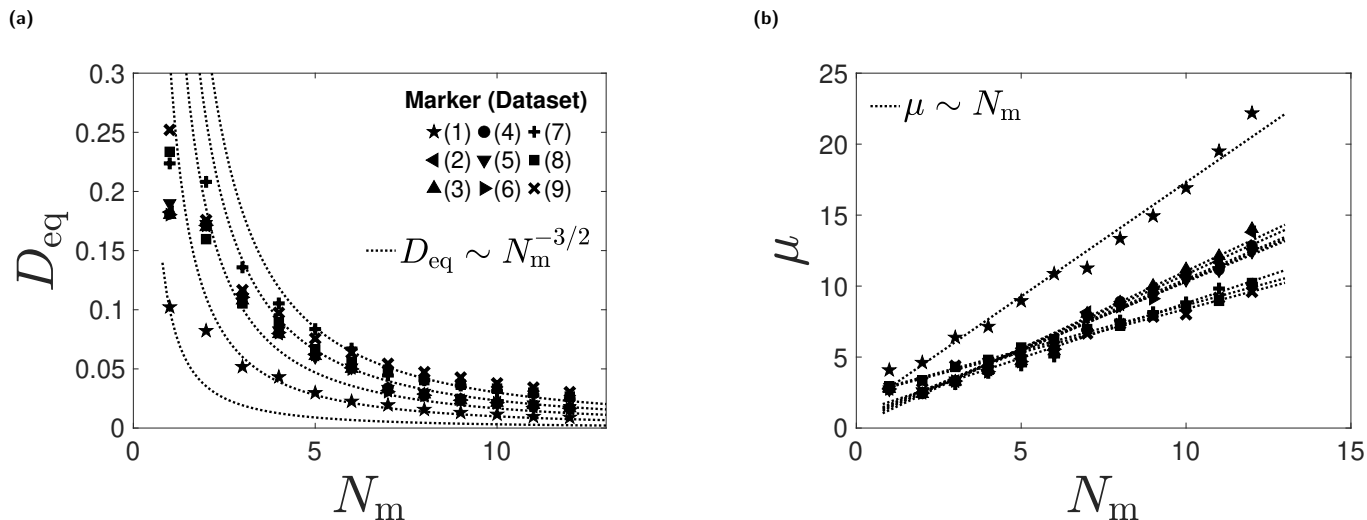 (a)
(b)
0.3
0.25
0.2
0.15
0.1
0.05
0
0 5 10
D_eq
N_m
Marker (Dataset)
★(1) ●(4) +(7)
◀(2) ▼(5) ■(8)
▲(3) ▶(6) ×(9)
D_eq ∼ N_m^{-3/2}
25
20
15
10
5
0
0 5 10 15
μ
N_m
μ ∼ N_m